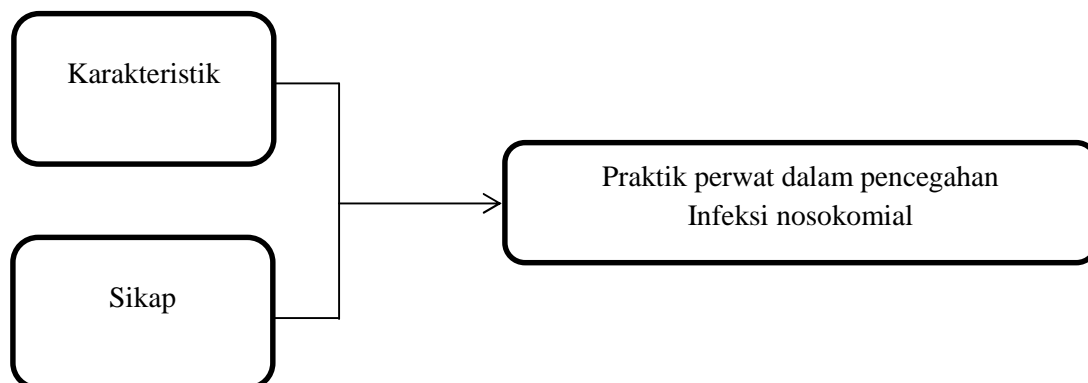 Karakteristik
Praktik perwat dalam pencegahan
Infeksi nosokomial
Sikap